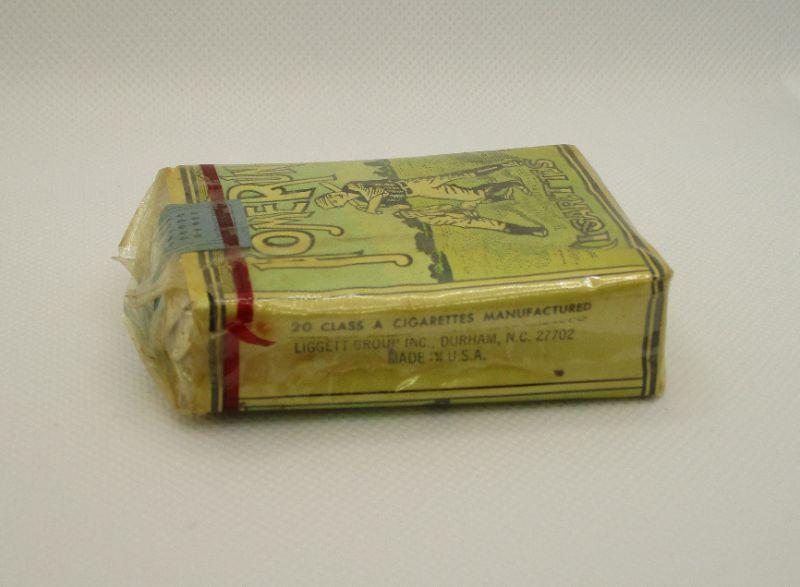 HOME RUN
20 CLASS A CIGARETTES MANUFACTURED
LIGGETT GROUP INC., DURHAM, N.C. 27702
MADE IN U.S.A.